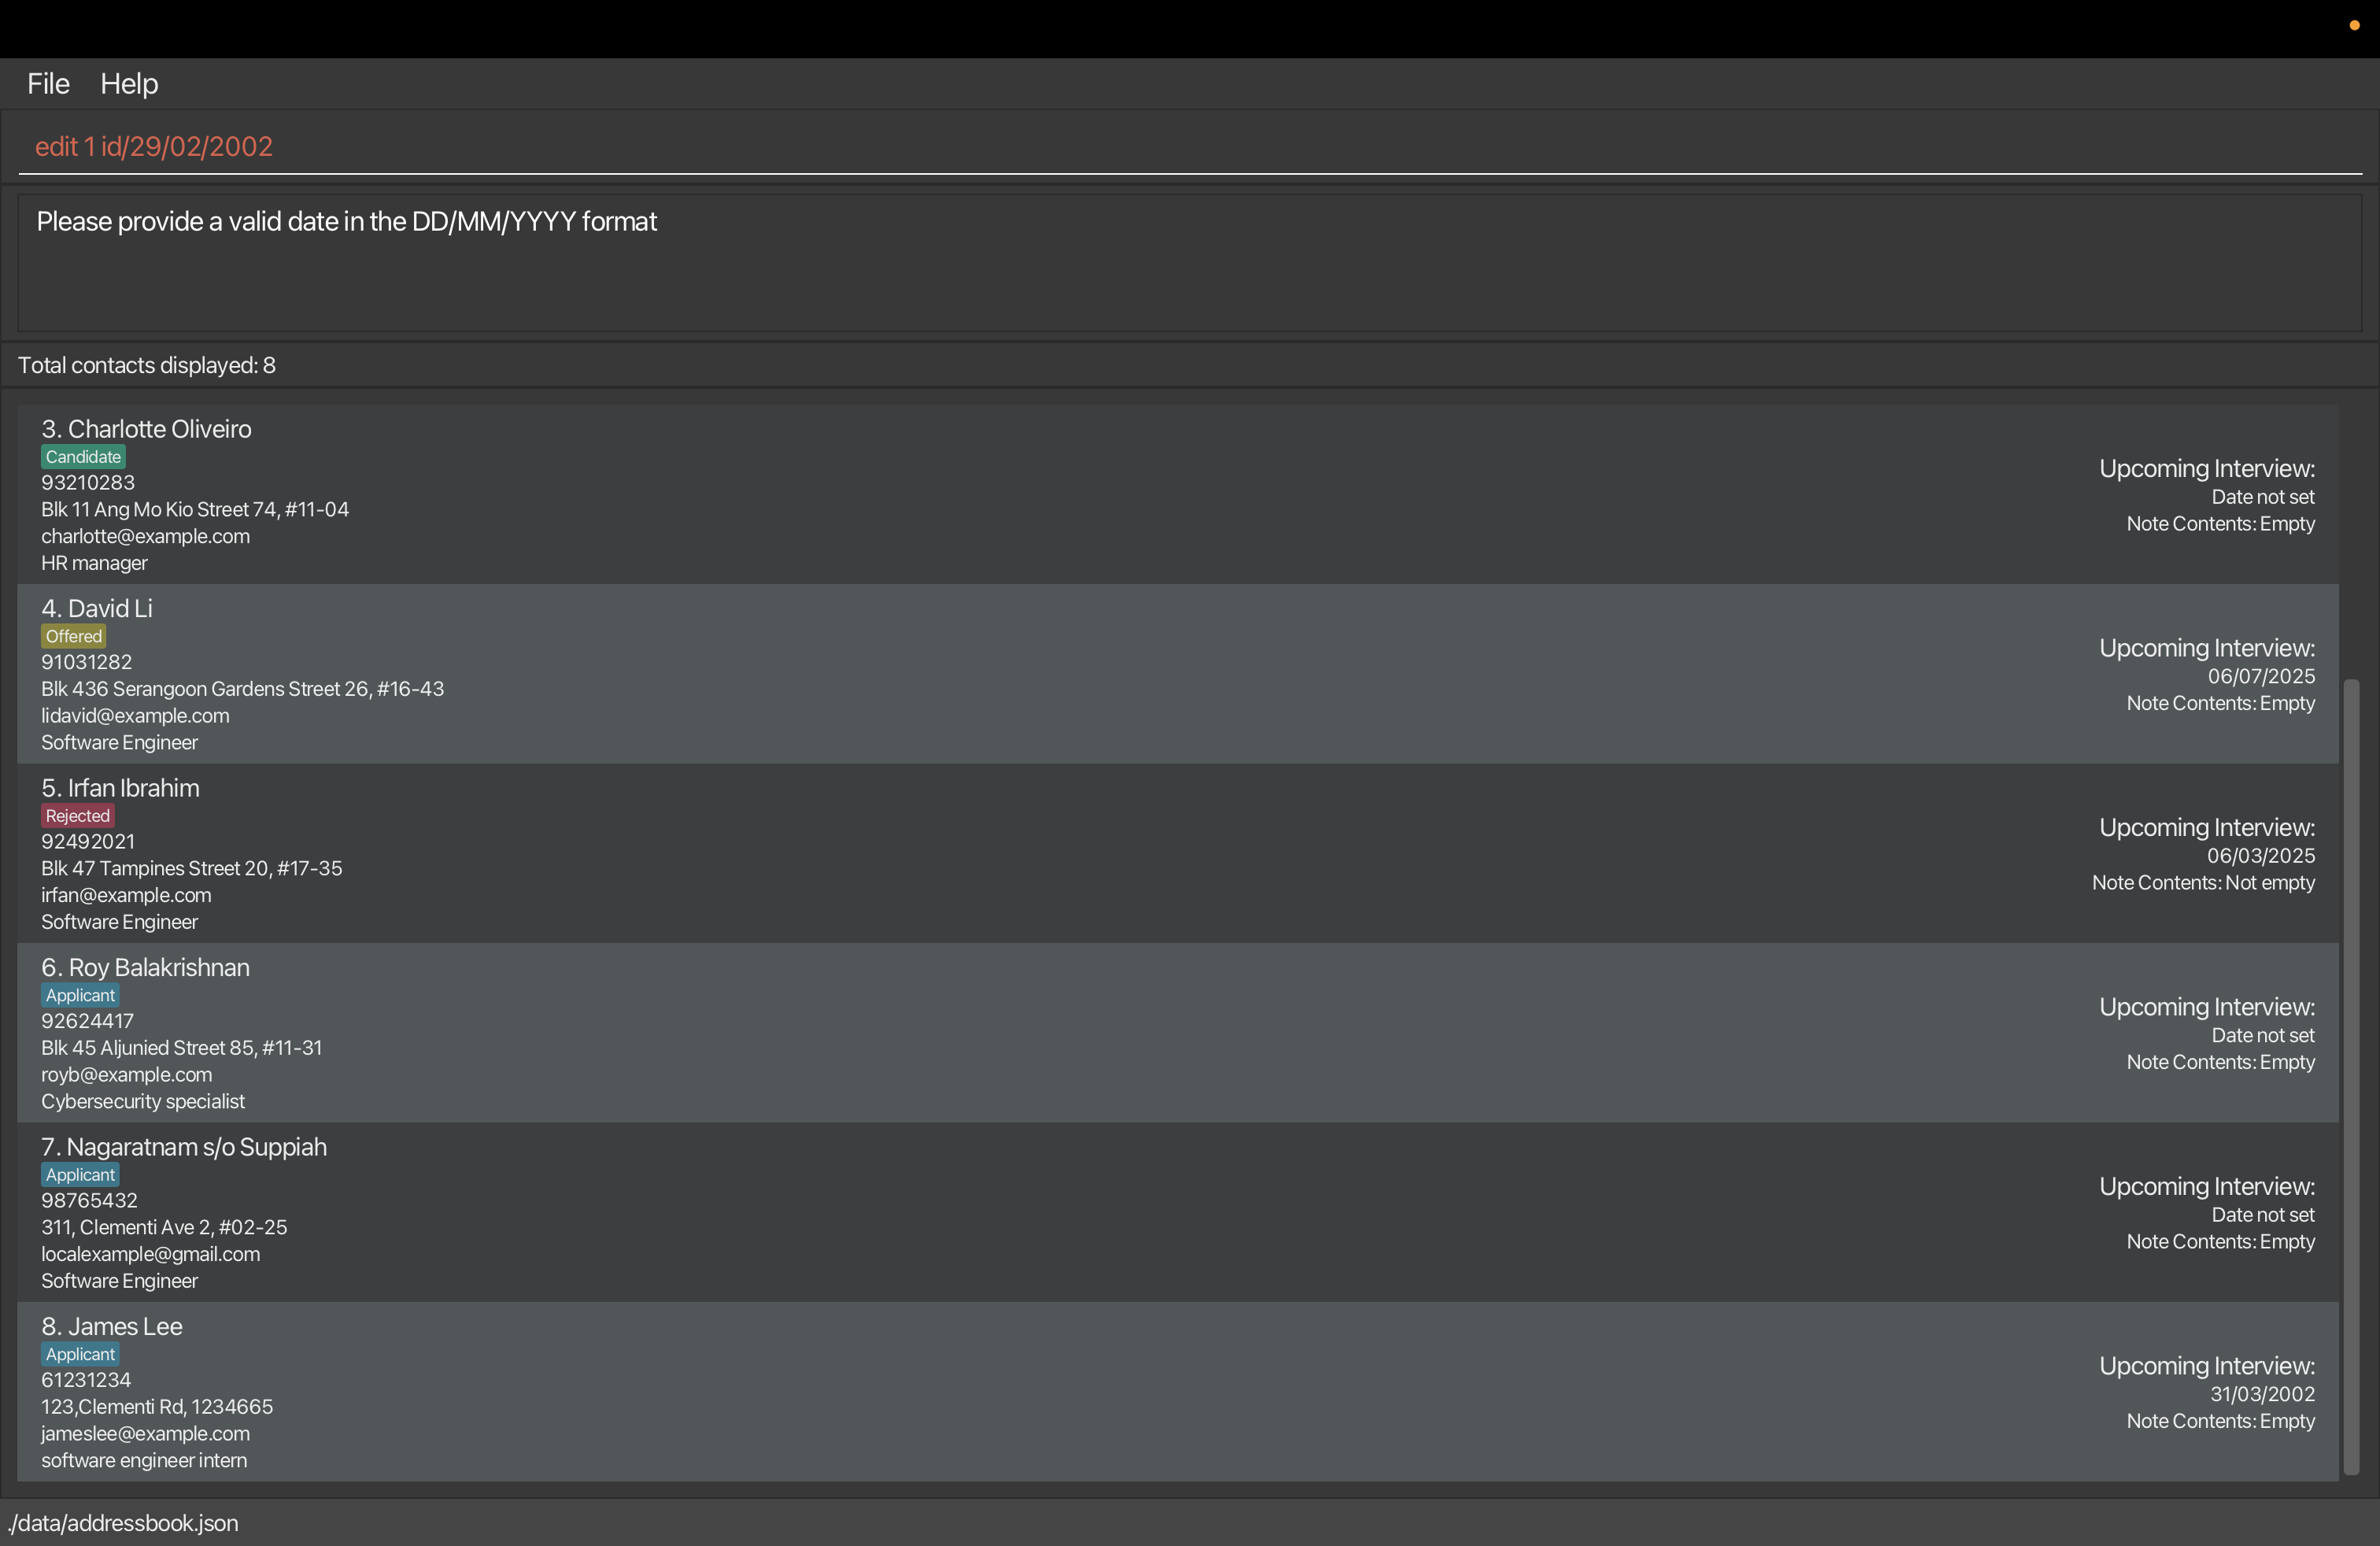 File Help
edit 1 id/29/02/2002
Please provide a valid date in the DD/MM/YYYY format
Total contacts displayed: 8
3. Charlotte Oliveiro
Candidate
93210283
Blk 11 Ang Mo Kio Street 74, #11-04
charlotte@example.com
HR manager
Upcoming Interview:
Date not set
Note Contents: Empty
4. David Li
Offered
91031282
Blk 436 Serangoon Gardens Street 26, #16-43
lidavid@example.com
Software Engineer
Upcoming Interview:
06/07/2025
Note Contents: Empty
5. Irfan Ibrahim
Rejected
92492021
Blk 47 Tampines Street 20, #17-35
irfan@example.com
Software Engineer
Upcoming Interview:
06/03/2025
Note Contents: Not empty
6. Roy Balakrishnan
Applicant
92624417
Blk 45 Aljunied Street 85, #11-31
royb@example.com
Cybersecurity specialist
Upcoming Interview:
Date not set
Note Contents: Empty
7. Nagaratnam s/o Suppiah
Applicant
98765432
311, Clementi Ave 2, #02-25
localexample@gmail.com
Software Engineer
Upcoming Interview:
Date not set
Note Contents: Empty
8. James Lee
Applicant
61231234
123,Clementi Rd, 1234665
jameslee@example.com
software engineer intern
Upcoming Interview:
31/03/2002
Note Contents: Empty
./data/addressbook.json